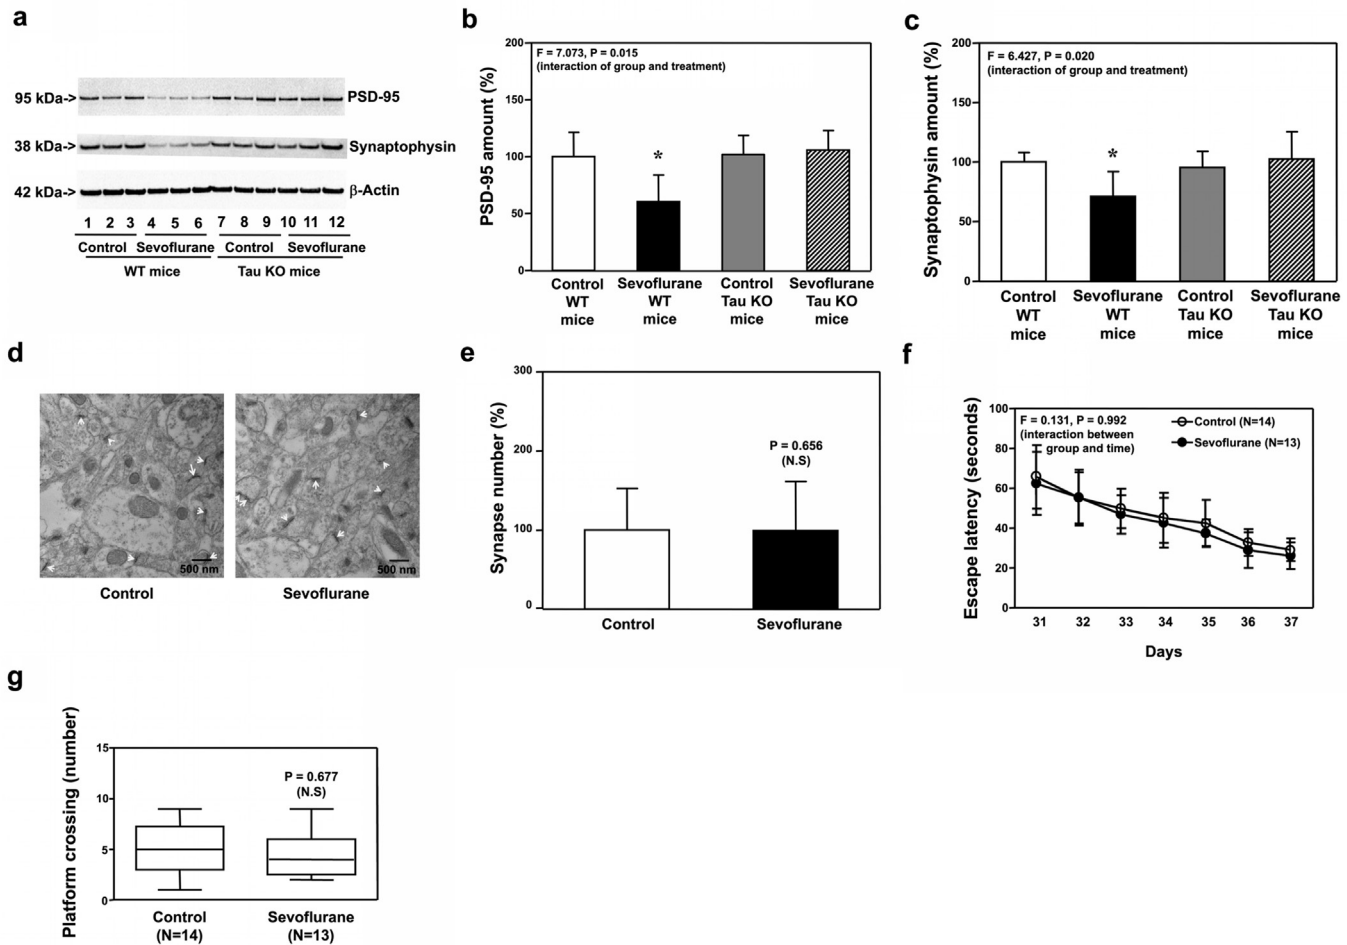 a
95 kDa->
PSD-95
38 kDa->
Synaptophysin
42 kDa->
β-Actin
1 2 3 4 5 6 7 8 9 10 11 12
Control Sevoflurane Control Sevoflurane
WT mice Tau KO mice
b
PSD-95 amount (%)
200
150
100
50
0
F = 7.073, P = 0.015
(interaction of group and treatment)
*
Control
WT
mice
Sevoflurane
WT
mice
Control
Tau KO
mice
Sevoflurane
Tau KO
mice
c
Synaptophysin amount (%)
200
150
100
50
0
F = 6.427, P = 0.020
(interaction of group and treatment)
*
Control
WT
mice
Sevoflurane
WT
mice
Control
Tau KO
mice
Sevoflurane
Tau KO
mice
d
500 nm
500 nm
Control
Sevoflurane
e
Synapse number (%)
300
200
100
0
P = 0.656
(N.S)
Control
Sevoflurane
f
Escape latency (seconds)
100
80
60
40
20
0
F = 0.131, P = 0.992
(interaction between
group and time)
Control (N=14)
Sevoflurane (N=13)
31 32 33 34 35 36 37
Days
g
Platform crossing (number)
15
10
5
0
P = 0.677
(N.S)
Control
(N=14)
Sevoflurane
(N=13)